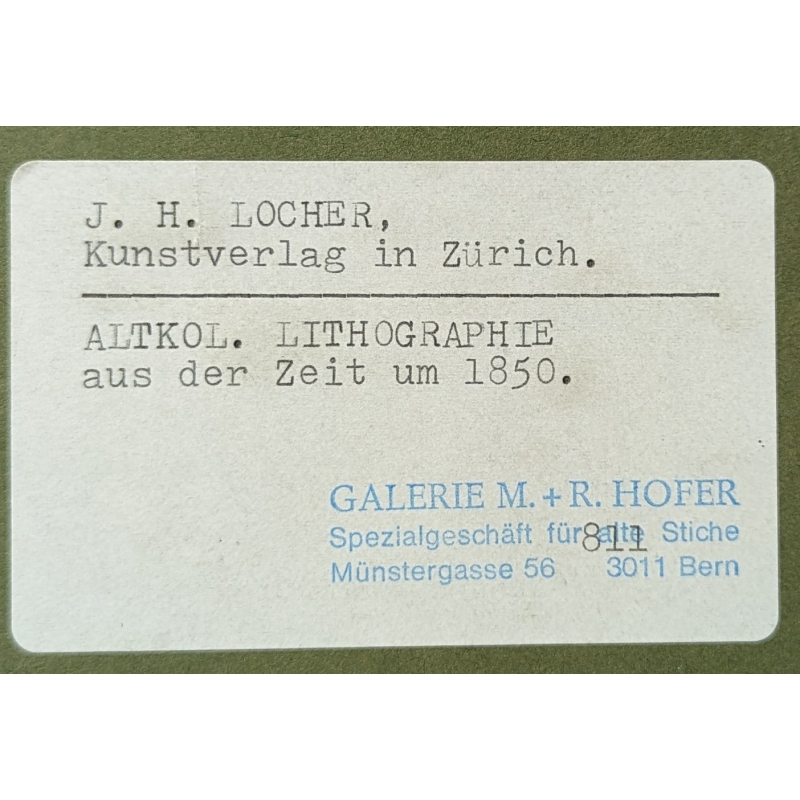 J. H. LOCHER,
Kunstverlag in Zürich.
ALTKOL. LITHOGRAPHIE
aus der Zeit um 1850.
GALERIE M. + R. HOFER
Spezialgeschäft für alte Stiche
811
Münstergasse 56 3011 Bern